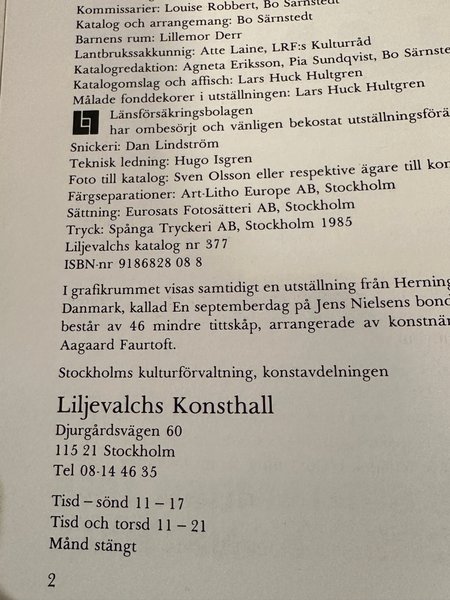 Kommissarier: Louise Robbert, Bo Särnstedt
Katalog och arrangemang: Bo Särnstedt
Barnens rum: Lillemor Derr
Lantbrukssakkunnig: Atte Laine, LRF:s Kulturråd
Katalogredaktion: Agneta Eriksson, Pia Sundqvist, Bo Särnste
Katalogomslag och affisch: Lars Huck Hultgren
Målade fonddekorer i utställningen: Lars Huck Hultgren
Länsförsäkringsbolagen
har ombesörjt och vänligen bekostat utställningsförä
Snickeri: Dan Lindström
Teknisk ledning: Hugo Isgren
Foto till katalog: Sven Olsson eller respektive ägare till kon
Färgseparationer: Art-Litho Europe AB, Stockholm
Sättning: Eurosats Fotosätteri AB, Stockholm
Tryck: Spånga Tryckeri AB, Stockholm 1985
Liljevalchs katalog nr 377
ISBN-nr 9186828 08 8
I grafikrummet visas samtidigt en utställning från Herning
Danmark, kallad En septemberdag på Jens Nielsens bond
består av 46 mindre tittskåp, arrangerade av konstnär
Aagaard Faurtoft.
Stockholms kulturförvaltning, konstavdelningen
Liljevalchs Konsthall
Djurgårdsvägen 60
115 21 Stockholm
Tel 08-14 46 35
Tisd – sönd 11 – 17
Tisd och torsd 11 – 21
Månd stängt
2